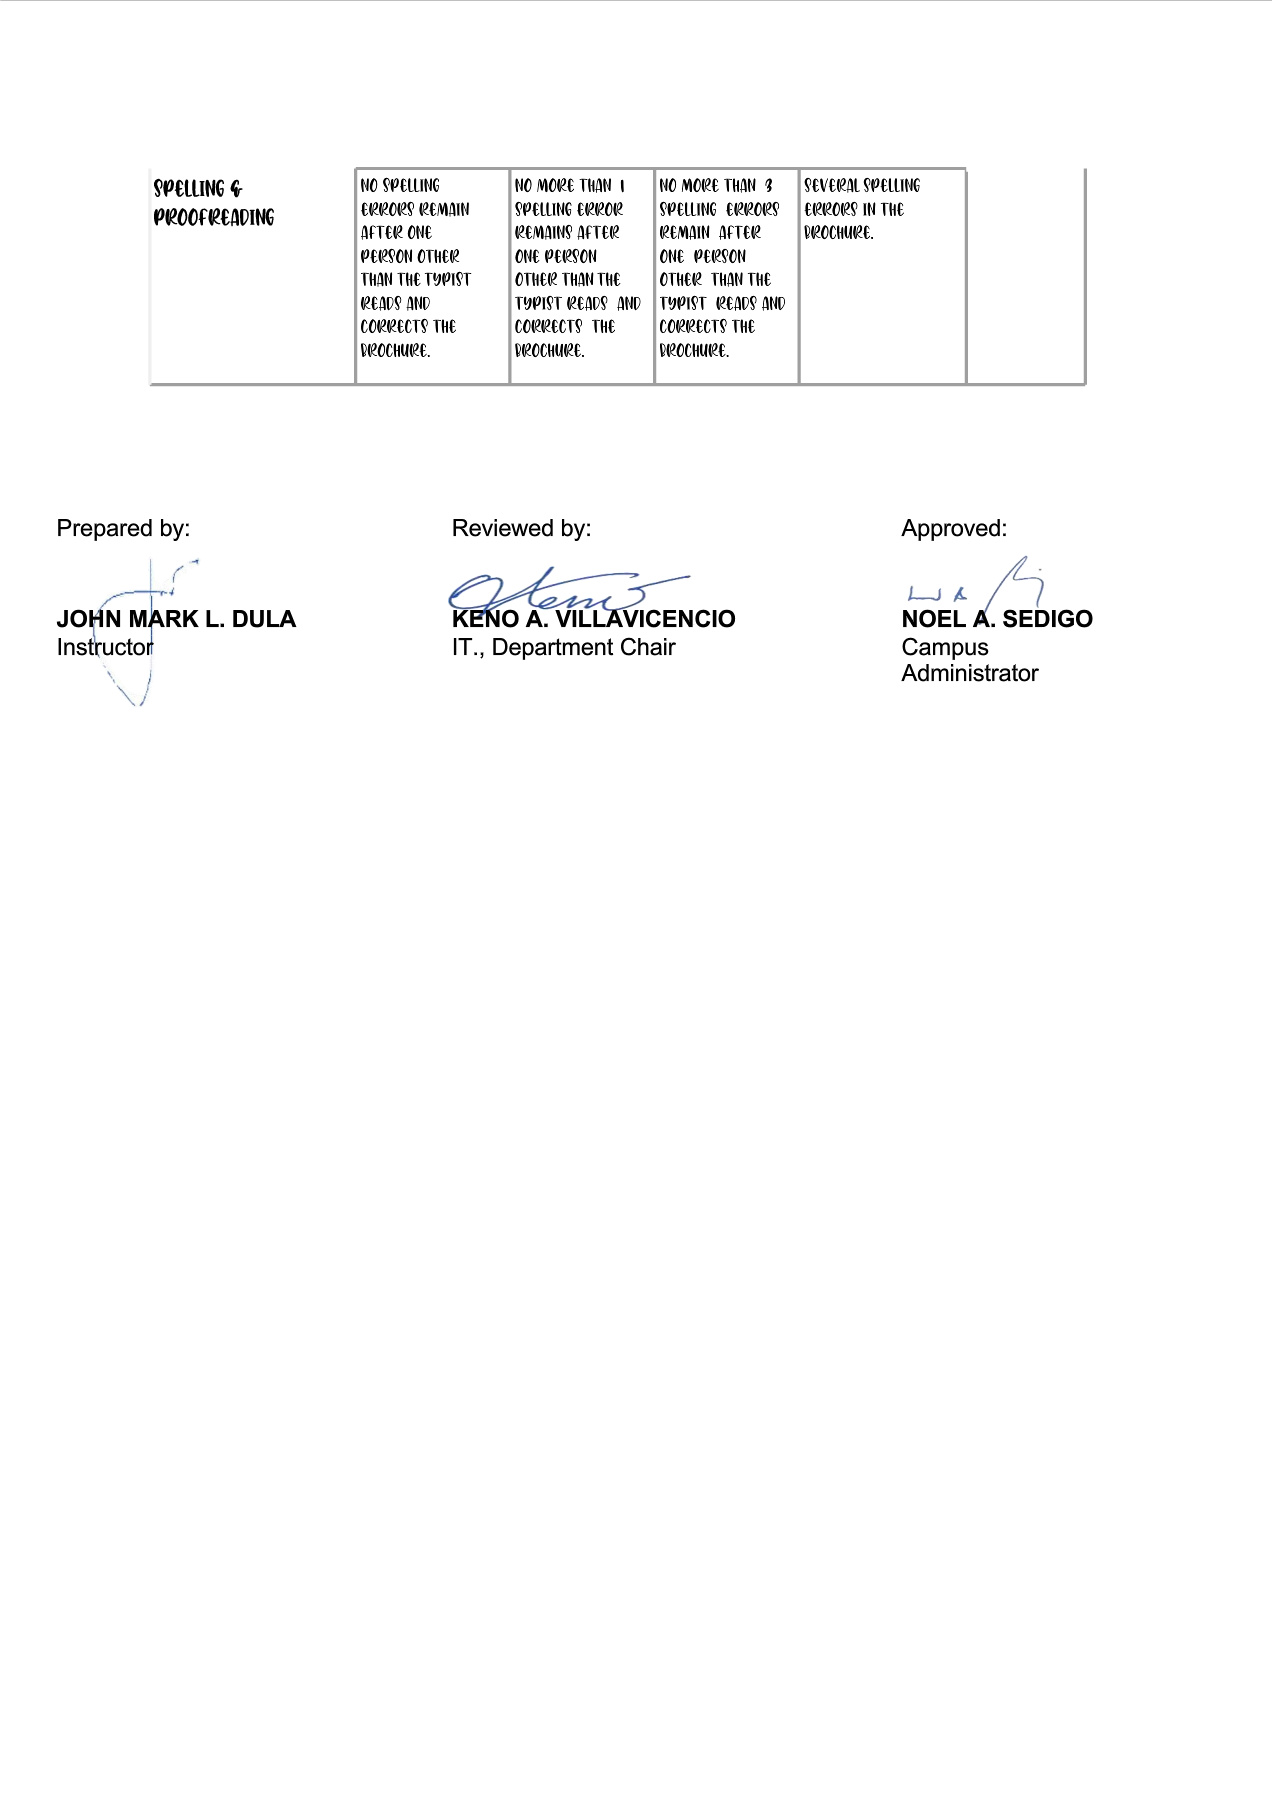 SPELLING &
PROOFREADING
NO SPELLING
ERRORS REMAIN
AFTER ONE
PERSON OTHER
THAN THE TYPIST
READS AND
CORRECTS THE
BROCHURE.
NO MORE THAN 1
SPELLING ERROR
REMAINS AFTER
ONE PERSON
OTHER THAN THE
TYPIST READS AND
CORRECTS THE
BROCHURE.
NO MORE THAN 3
SPELLING ERRORS
REMAIN AFTER
ONE PERSON
OTHER THAN THE
TYPIST READS AND
CORRECTS THE
BROCHURE.
SEVERAL SPELLING
ERRORS IN THE
BROCHURE.
Prepared by:
JOHN MARK L. DULA
Instructor
Reviewed by:
KENO A. VILLAVICENCIO
IT., Department Chair
Approved:
NOEL A. SEDIGO
Campus
Administrator